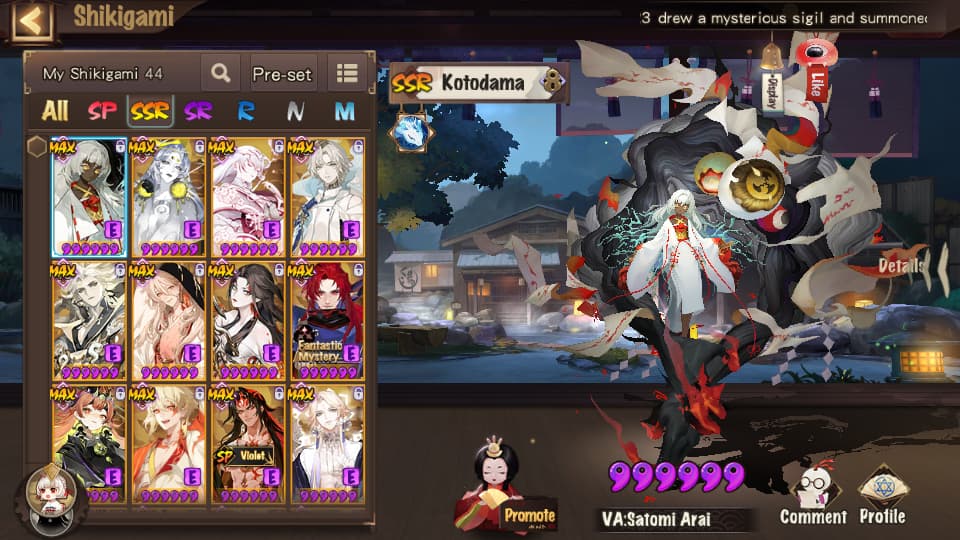 Shikigami
3 drew a mysterious sigil and summoned
My Shikigami 44
Pre-set
All SP SSR SR R N M
SSR Kotodama
Display
Like
MAX MAX MAX MAX
E E E E
999999 999999 999999 999999
MAX MAX MAX MAX
Fantastic
Mystery
E E E E
999999 999999 999999 999999
MAX MAX MAX MAX
SP Violet
E E E E
999 999999 999999 999999
Details
Promote
999999
VA:Satomi Arai
Comment
Profile